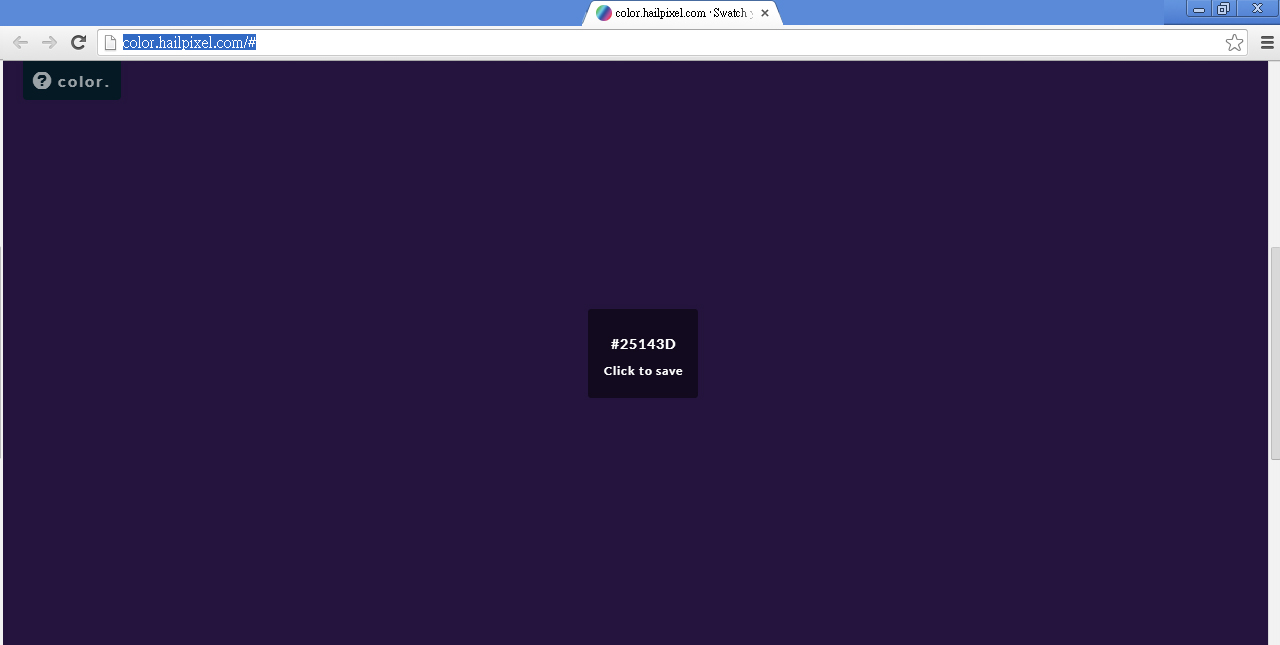 color.hailpixel.com · Swatch
color.hailpixel.com/#
color.
#25143D
Click to save